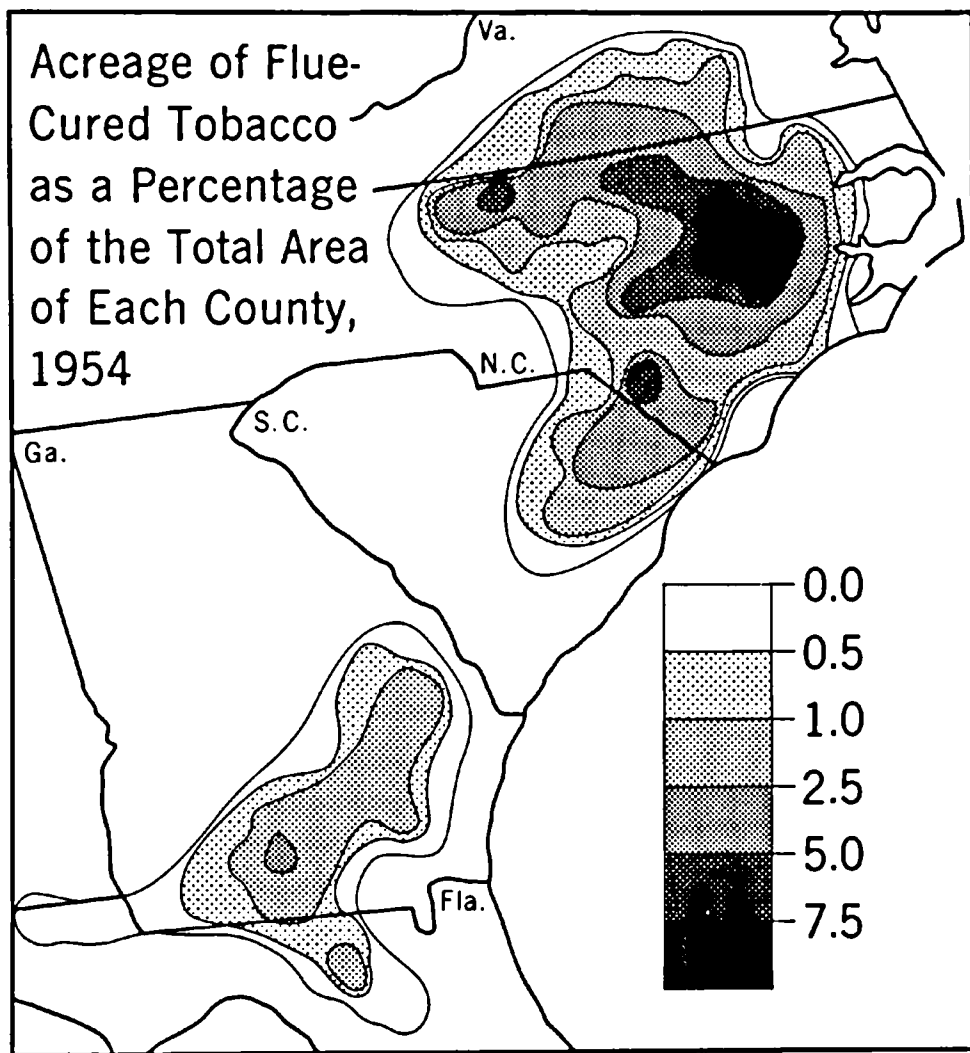 Acreage of Flue-
Cured Tobacco
as a Percentage
of the Total Area
of Each County,
1954
Va.
N.C.
S.C.
Ga.
Fla.
0.0
0.5
1.0
2.5
5.0
7.5